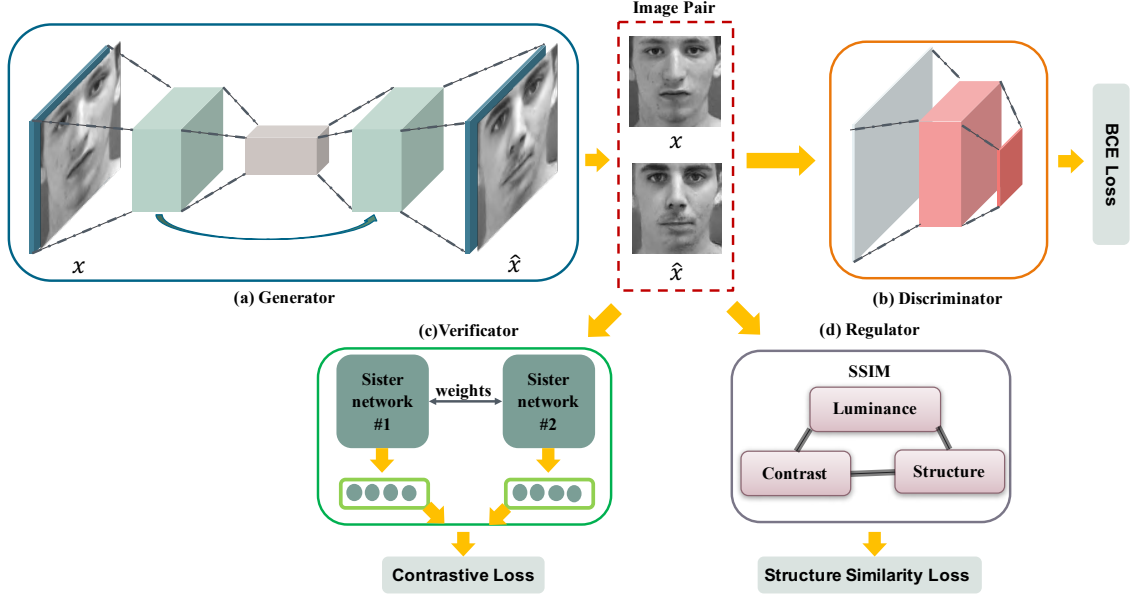 Image Pair
x
x̂
x
x̂
(a) Generator
(b) Discriminator
BCE Loss
(c)Verificator
Sister
network
#1
weights
Sister
network
#2
Contrastive Loss
(d) Regulator
SSIM
Luminance
Contrast
Structure
Structure Similarity Loss